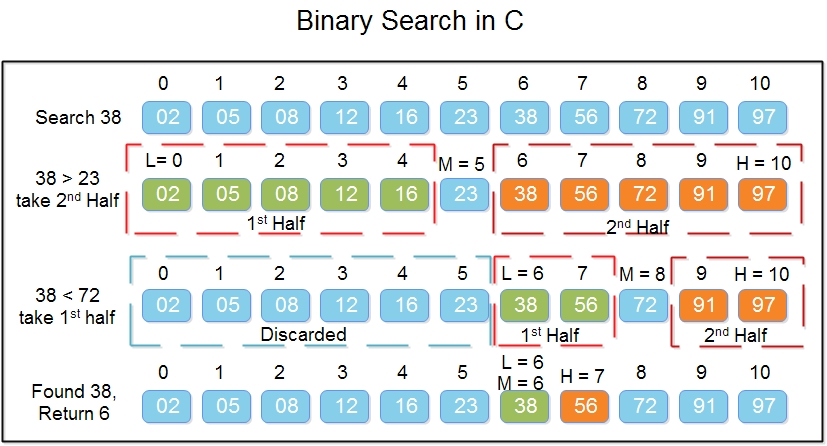 Binary Search in C
0 1 2 3 4 5 6 7 8 9 10
Search 38 02 05 08 12 16 23 38 56 72 91 97
L= 0 1 2 3 4 M = 5 6 7 8 9 H = 10
38 > 23
take 2nd Half
02 05 08 12 16 23 38 56 72 91 97
1st Half 2nd Half
0 1 2 3 4 5 L = 6 7 M = 8 9 H = 10
38 < 72
take 1st half
02 05 08 12 16 23 38 56 72 91 97
Discarded 1st Half 2nd Half
L = 6
0 1 2 3 4 5 M = 6 H = 7 8 9 10
Found 38,
Return 6
02 05 08 12 16 23 38 56 72 91 97